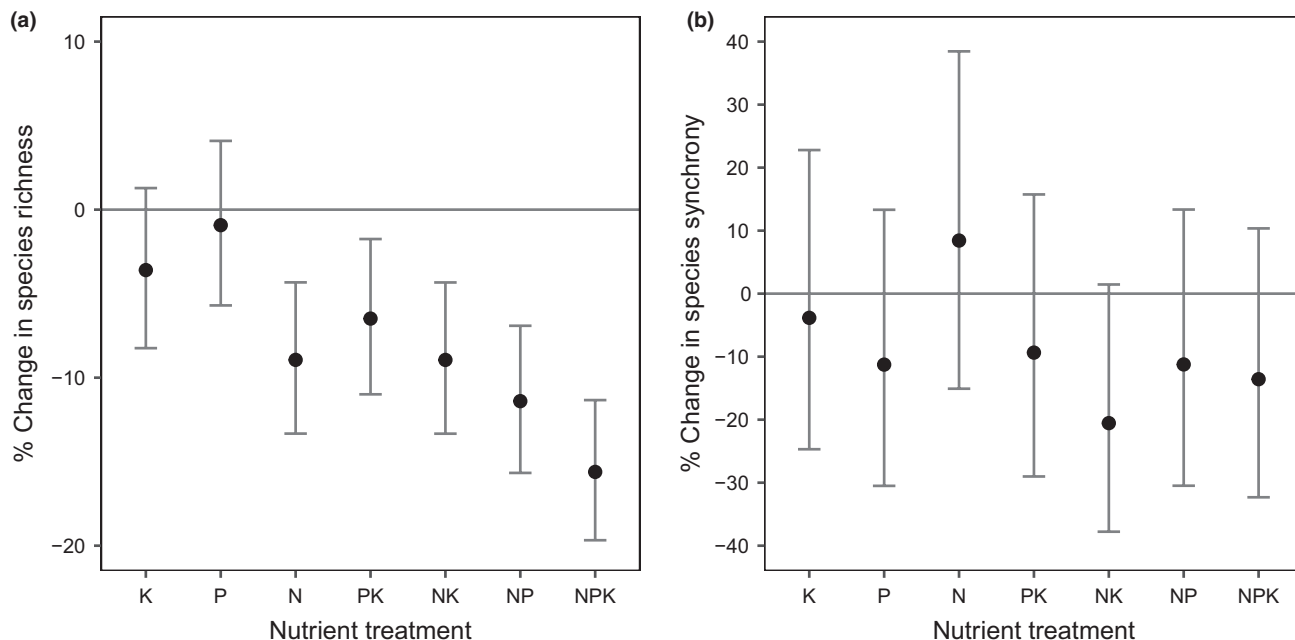 (a)
% Change in species richness
10
0
−10
−20
K P N PK NK NP NPK
Nutrient treatment
(b)
% Change in species synchrony
40
30
20
10
0
−10
−20
−30
−40
K P N PK NK NP NPK
Nutrient treatment